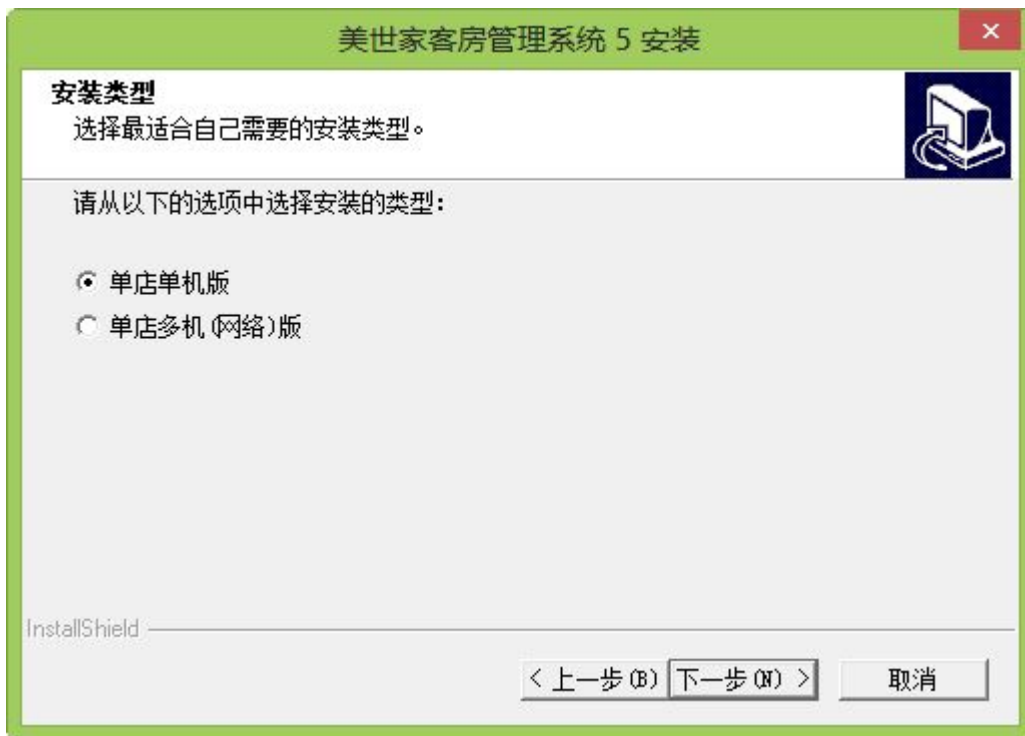 美世家客房管理系统 5 安装
安装类型
选择最适合自己需要的安装类型。
请从以下的选项中选择安装的类型:
单店单机版
单店多机(网络)版
InstallShield
< 上一步(B) 下一步(N) > 取消